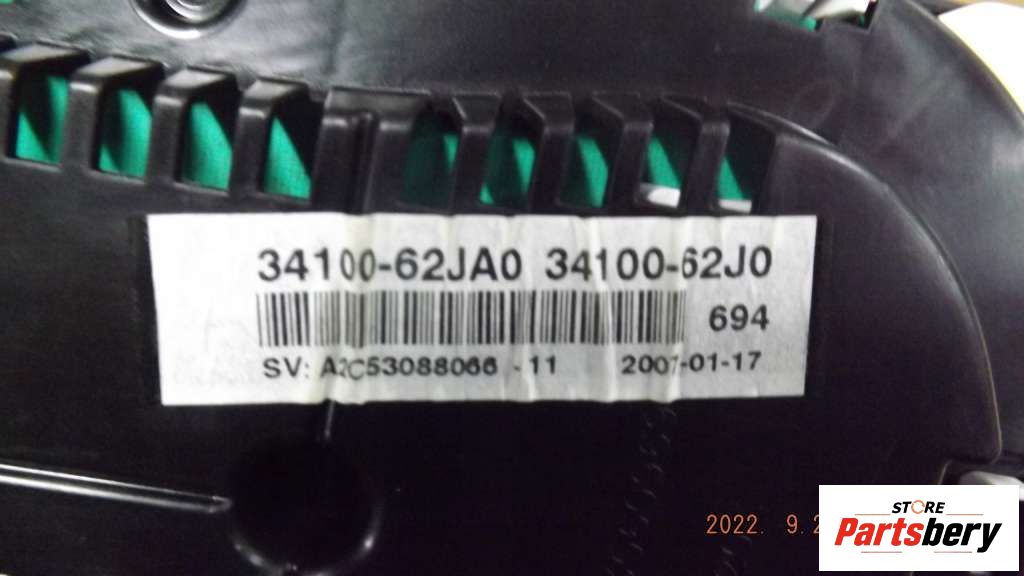 34100-62JA0 34100-62J0
694
SV: A2C53088066 - 11 2007-01-17
2022. 9.2
STORE
Partsbery